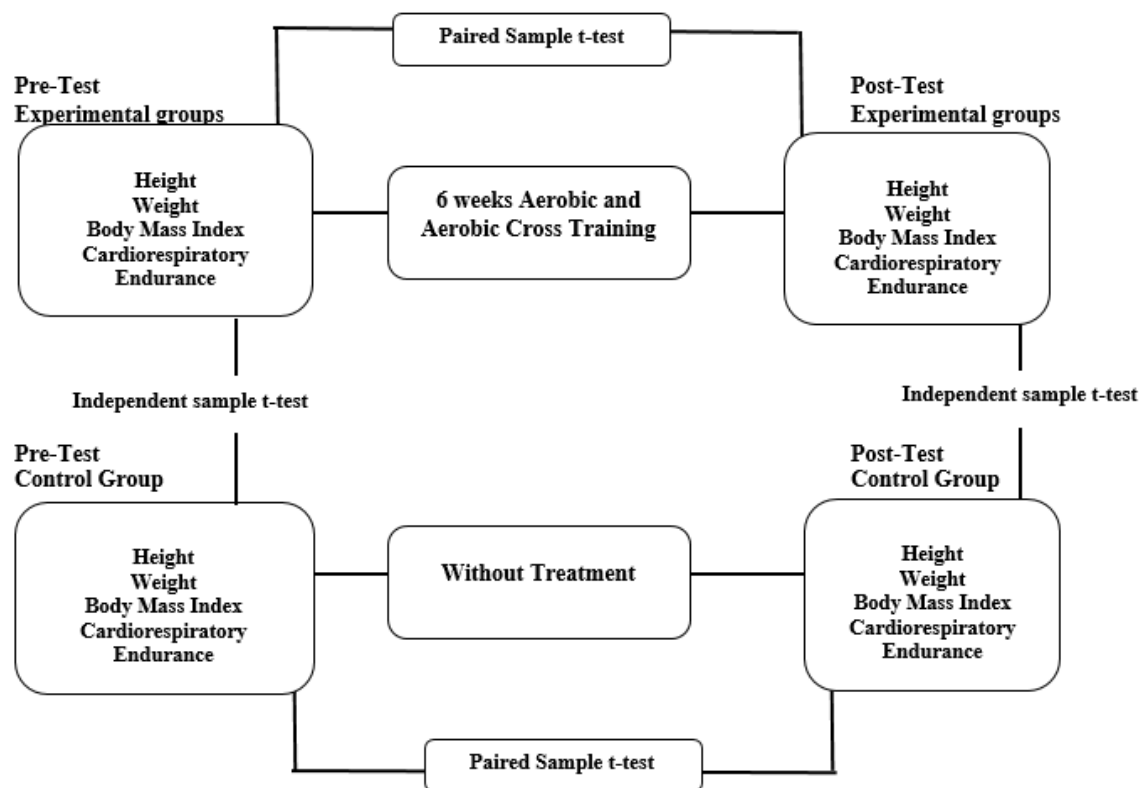 Paired Sample t-test
Pre-Test
Experimental groups
Post-Test
Experimental groups
Height
Weight
Body Mass Index
Cardiorespiratory
Endurance
6 weeks Aerobic and
Aerobic Cross Training
Height
Weight
Body Mass Index
Cardiorespiratory
Endurance
Independent sample t-test
Independent sample t-test
Pre-Test
Control Group
Post-Test
Control Group
Height
Weight
Body Mass Index
Cardiorespiratory
Endurance
Without Treatment
Height
Weight
Body Mass Index
Cardiorespiratory
Endurance
Paired Sample t-test